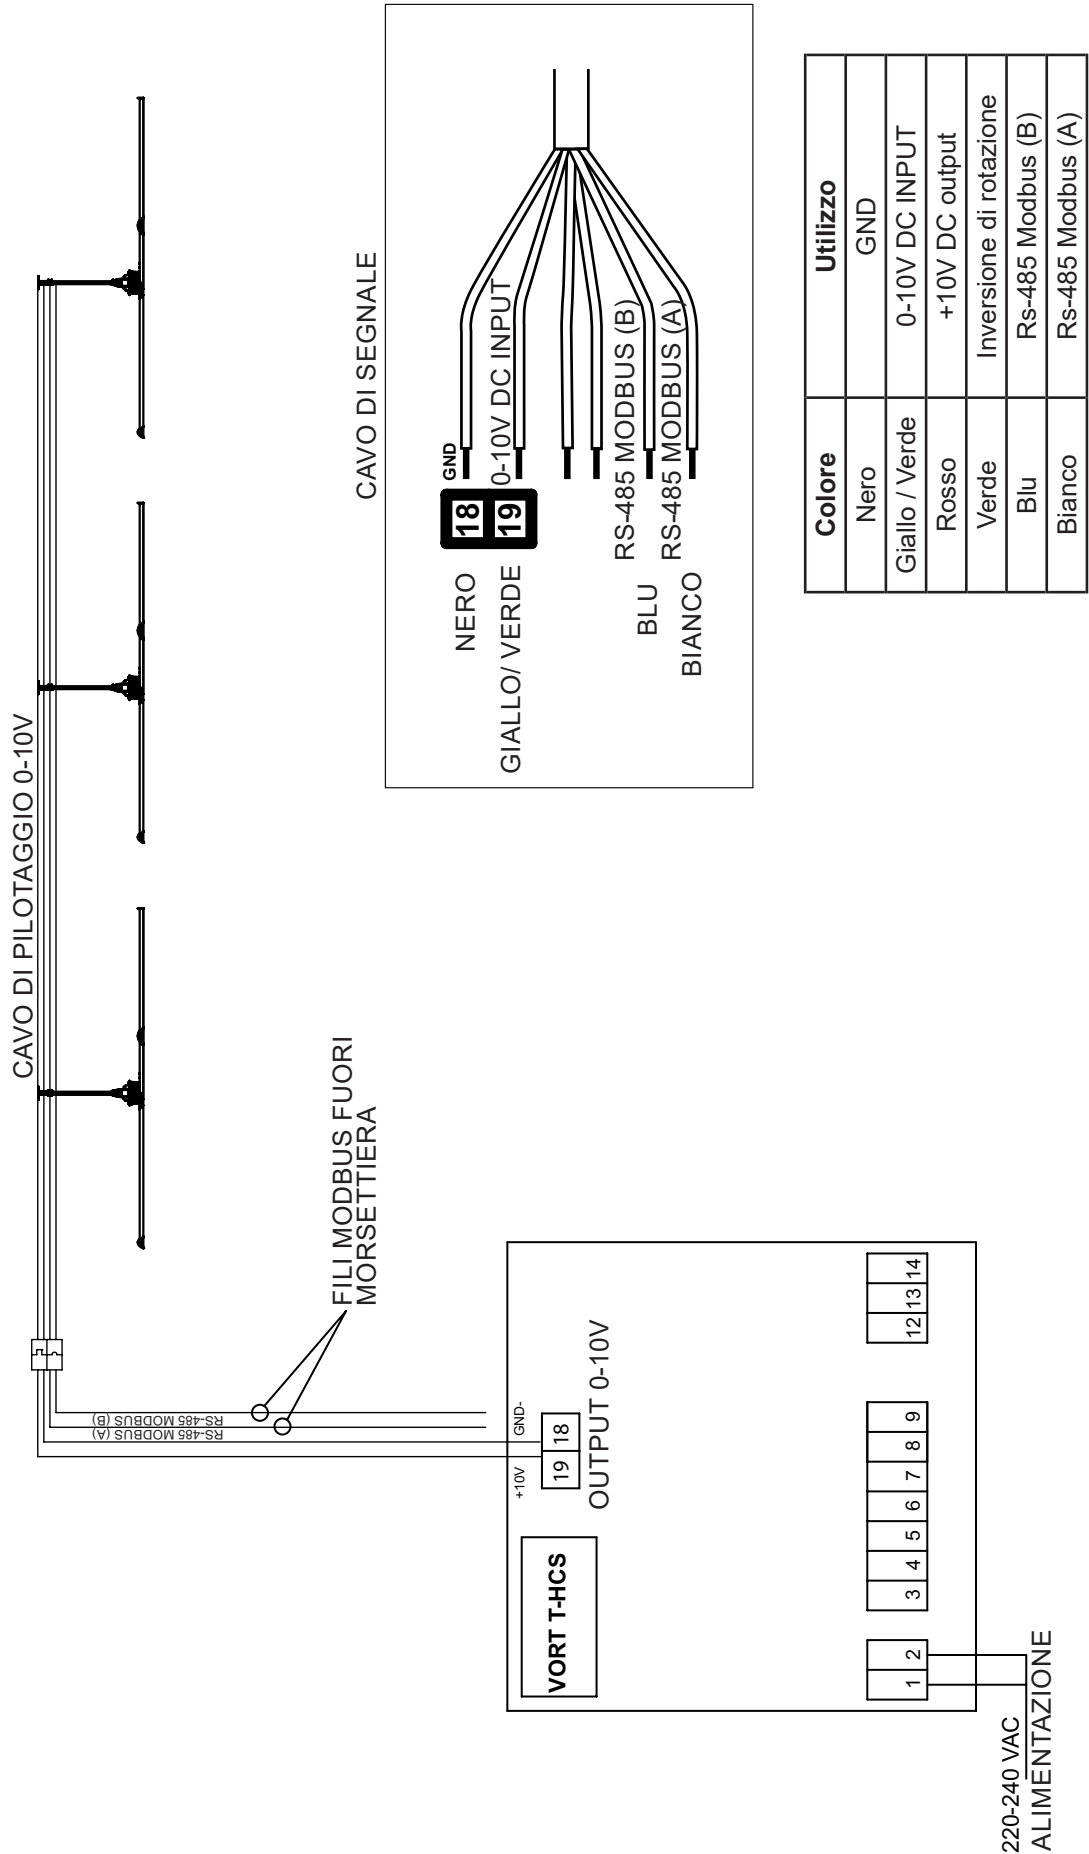 CAVO DI PILOTAGGIO 0-10V
RS-485 MODBUS (B)
RS-485 MODBUS (A)
FILI MODBUS FUORI
MORSETTIERA
VORT T-HCS
+10V
GND-
19 18
OUTPUT 0-10V
1 2 3 4 5 6 7 8 9 12 13 14
220-240 VAC
ALIMENTAZIONE
CAVO DI SEGNALE
NERO
18
GND
GIALLO/ VERDE
19
0-10V DC INPUT
BLU
RS-485 MODBUS (B)
BIANCO
RS-485 MODBUS (A)
Colore Utilizzo
Nero GND
Giallo / Verde 0-10V DC INPUT
Rosso +10V DC output
Verde Inversione di rotazione
Blu Rs-485 Modbus (B)
Bianco Rs-485 Modbus (A)